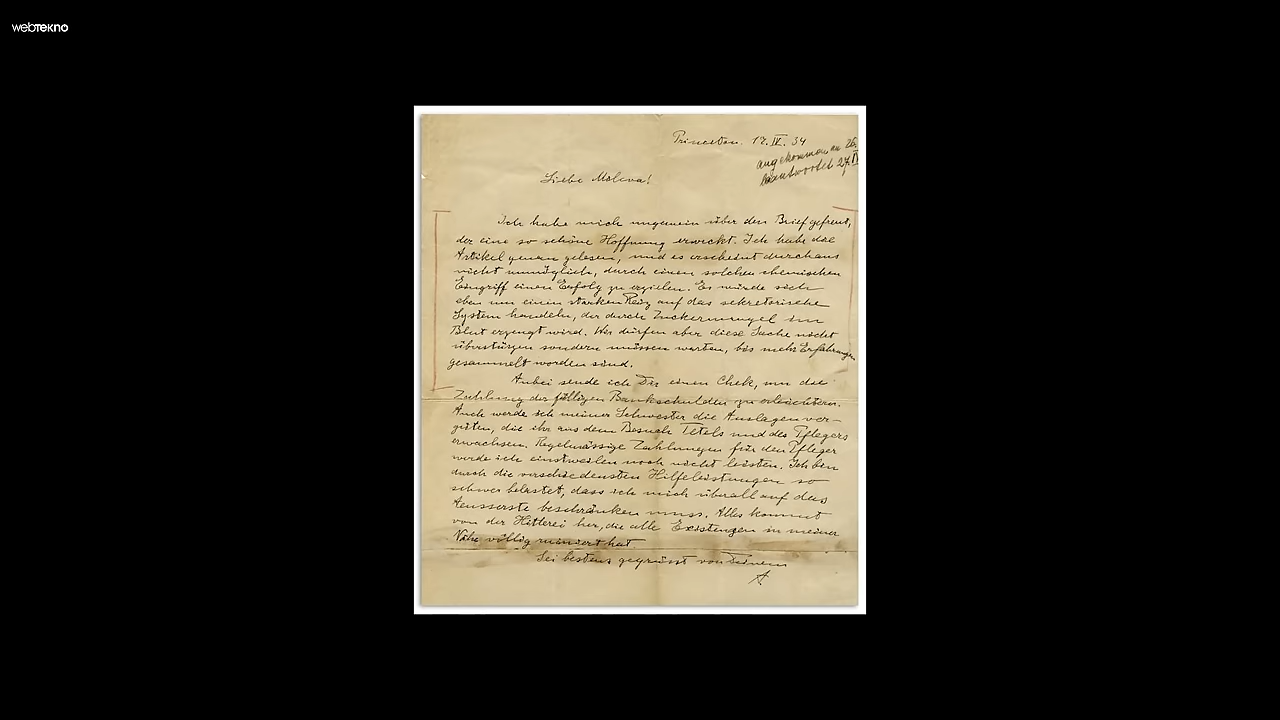 webtekno
Princeton. 17. IV. 34
angekommen am 26.
beantwortet 27. IV
Liebe Mileva!
Ich habe mich ungemein über den Brief gefreut,
der eine so schöne Hoffnung erweckt. Ich habe die
Artikel genau gelesen, und es erscheint durchaus
nicht unmöglich, durch einen solchen chemischen
Eingriff einen Erfolg zu erzielen. Es würde sich
eben um einen starken Reiz auf das sekretorische
System handeln, der durch Zuckermangel im
Blut erzeugt wird. Wir dürfen aber diese Sache nicht
überstürzen sondern müssen warten, bis mehr Erfahrungen
gesammelt worden sind.
Anbei sende ich Dir einen Chek, um die
Zahlung der fälligen Bankschulden zu erleichtern.
Auch werde ich meiner Schwester die Auslagen ver-
güten, die ihr aus dem Besuch Tetels und des Pflegers
erwachsen. Regelmässige Zahlungen für den Pfleger
werde ich einstweilen noch nicht leisten. Ich bin
durch die verschiedensten Hilfeleistungen so
schwer belastet, dass ich mich überall auf das
Aeusserste beschränken muss. Alles kommt
von der Hitlerei her, die alle Existenzen in meiner
Nähe völlig ruiniert hat.
Sei bestens gegrüsst von Deinem
A